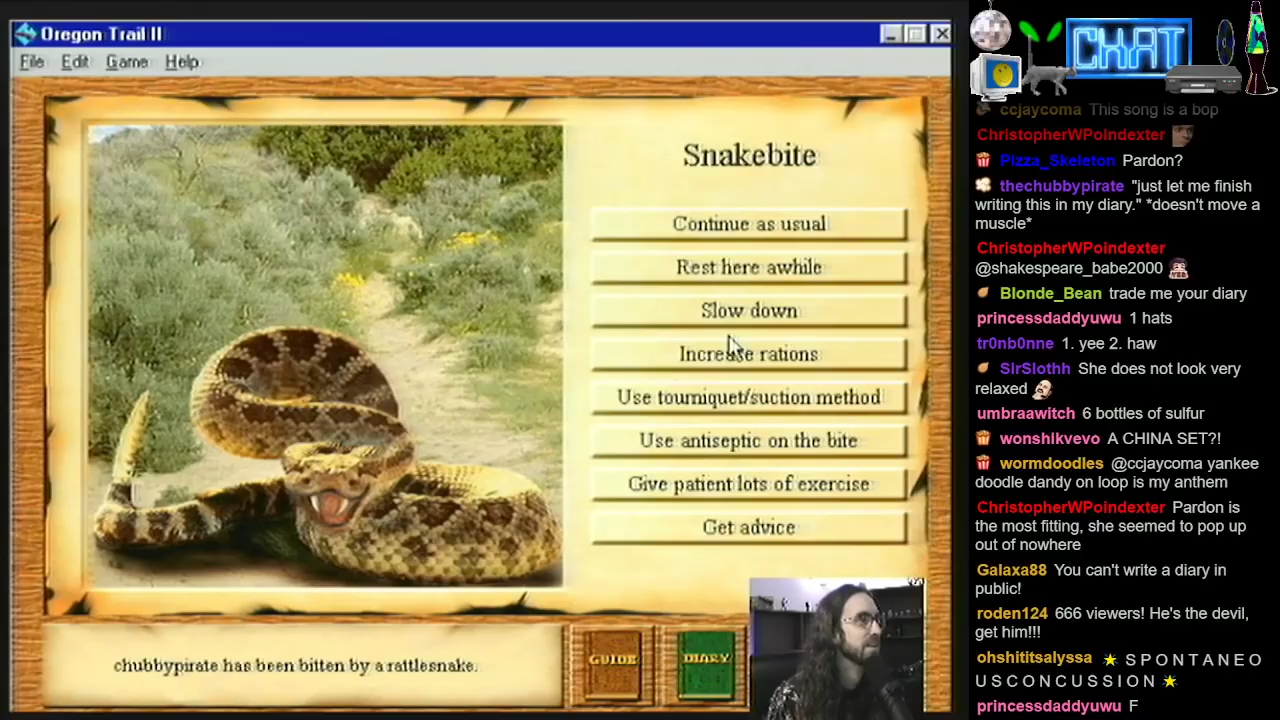 Oregon Trail II
File Edit Game Help
Snakebite
Continue as usual
Rest here awhile
Slow down
Increase rations
Use tourniquet/suction method
Use antiseptic on the bite
Give patient lots of exercise
Get advice
chubbypirate has been bitten by a rattlesnake.
GUIDE
DIARY
CHAT
ccjaycoma This song is a bop
ChristopherWPoindexter
Pizza_Skeleton Pardon?
thechubbypirate "just let me finish
writing this in my diary." *doesn't move a
muscle*
ChristopherWPoindexter
@shakespeare_babe2000
Blonde_Bean trade me your diary
princessdaddyuwu 1 hats
tr0nb0nne 1. yee 2. haw
SirSlothh She does not look very
relaxed
umbraawitch 6 bottles of sulfur
wonshikvevo A CHINA SET?!
wormdoodles @ccjaycoma yankee
doodle dandy on loop is my anthem
ChristopherWPoindexter Pardon is
the most fitting, she seemed to pop up
out of nowhere
Galaxa88 You can't write a diary in
public!
roden124 666 viewers! He's the devil,
get him!!!
ohshititsalyssa S P O N T A N E O
U S C O N C U S S I O N
princessdaddyuwu F